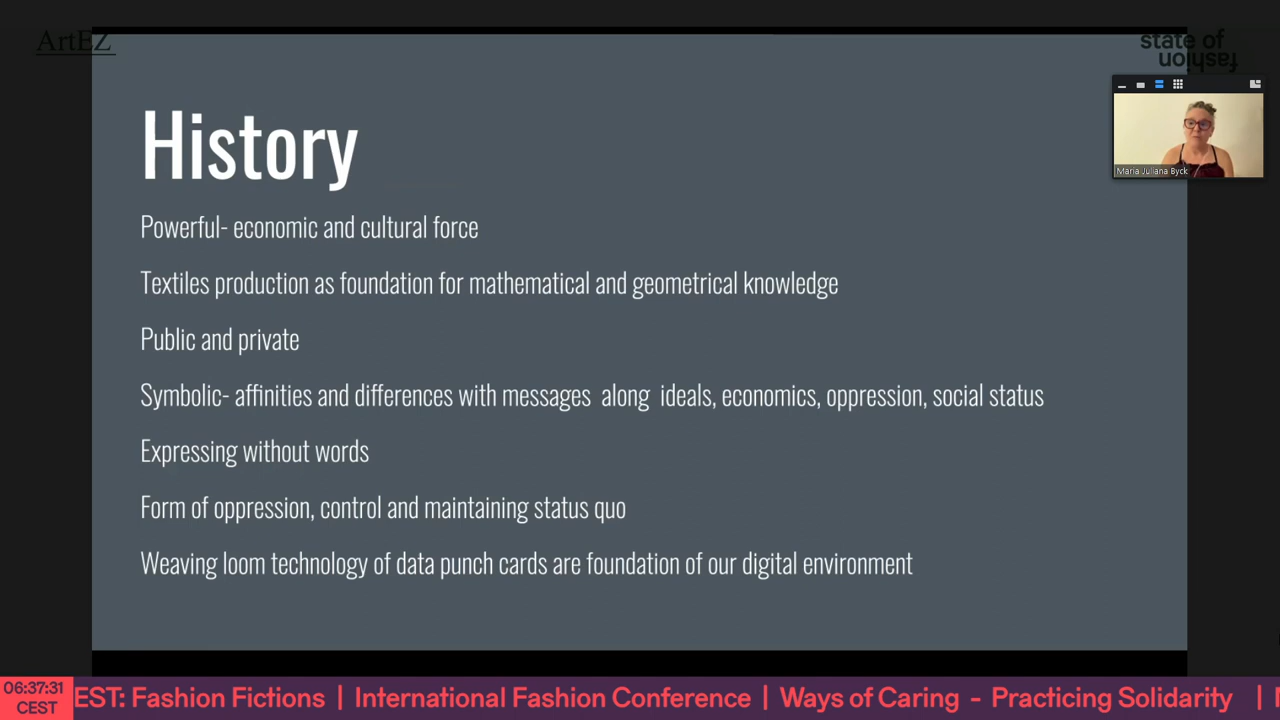 ArtEZ
state of
fashion
History
Maria Juliana Byck
Powerful- economic and cultural force
Textiles production as foundation for mathematical and geometrical knowledge
Public and private
Symbolic- affinities and differences with messages  along  ideals, economics, oppression, social status
Expressing without words
Form of oppression, control and maintaining status quo
Weaving loom technology of data punch cards are foundation of our digital environment
06:37:31
CEST
EST: Fashion Fictions | International Fashion Conference | Ways of Caring - Practicing Solidarity |